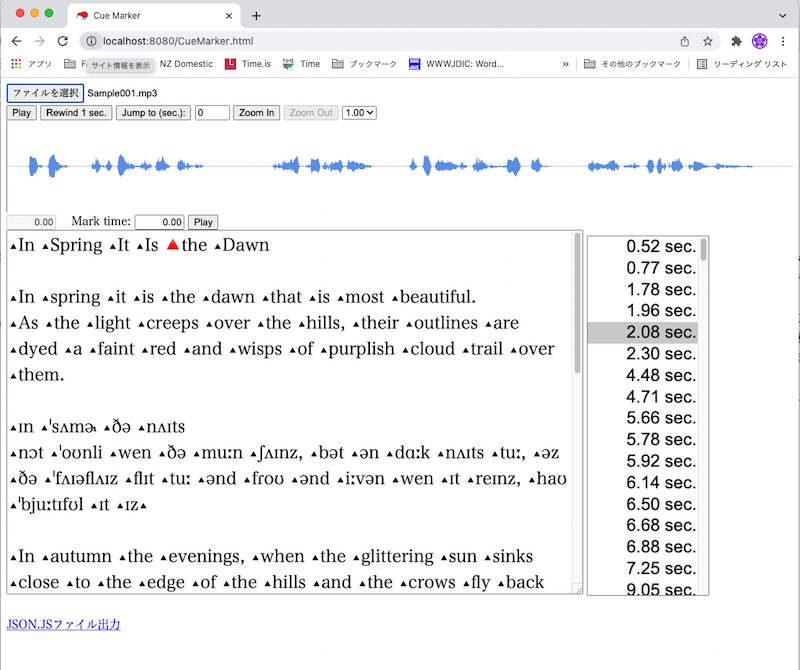 Cue Marker
localhost:8080/CueMarker.html
アプリ
サイト情報を表示
NZ Domestic
Time.is
TIME
Time
ブックマーク
WWWJDIC: Word...
»
その他のブックマーク
リーディング リスト
ファイルを選択 Sample001.mp3
Play Rewind 1 sec. Jump to (sec.): 0 Zoom In Zoom Out 1.00
0.00 Mark time: 0.00 Play
▲In ▲Spring ▲It ▲Is ▲the ▲Dawn
▲In ▲spring ▲it ▲is ▲the ▲dawn ▲that ▲is ▲most ▲beautiful.
▲As ▲the ▲light ▲creeps ▲over ▲the ▲hills, ▲their ▲outlines ▲are
▲dyed ▲a ▲faint ▲red ▲and ▲wisps ▲of ▲purplish ▲cloud ▲trail ▲over
▲them.
▲ɪn ▲ˈsʌmɚ ▲ðə ▲nʌɪts
▲nɔt ▲ˈoʊnli ▲wen ▲ðə ▲muːn ▲ʃʌɪnz, ▲bət ▲ən ▲dɑːk ▲nʌɪts ▲tuː, ▲əz
▲ðə ▲ˈfʌɪəflʌɪz ▲flɪt ▲tuː ▲ənd ▲froʊ ▲ənd ▲iːvən ▲wen ▲ɪt ▲reɪnz, ▲haʊ
▲ˈbjuːtɪfʊl ▲ɪt ▲ɪz▲
▲In ▲autumn ▲the ▲evenings, ▲when ▲the ▲glittering ▲sun ▲sinks
▲close ▲to ▲the ▲edge ▲of ▲the ▲hills ▲and ▲the ▲crows ▲fly ▲back
0.52 sec.
0.77 sec.
1.78 sec.
1.96 sec.
2.08 sec.
2.30 sec.
4.48 sec.
4.71 sec.
5.66 sec.
5.78 sec.
5.92 sec.
6.14 sec.
6.50 sec.
6.68 sec.
6.88 sec.
7.25 sec.
9.05 sec.
JSON.JSファイル出力